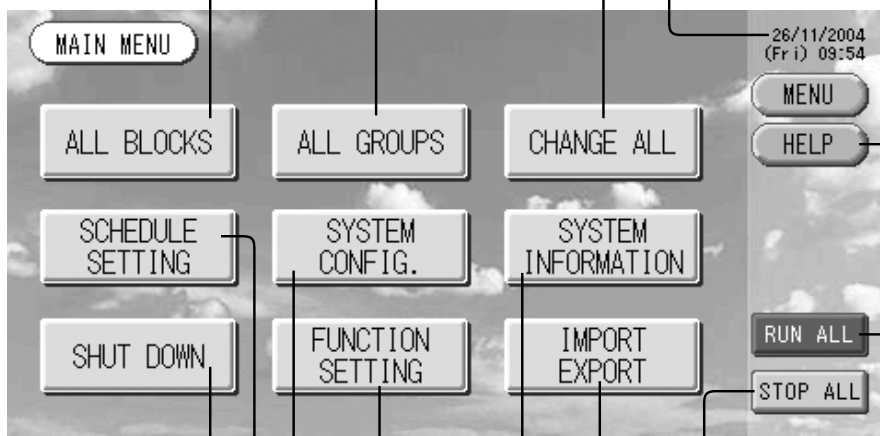 MAIN MENU
26/11/2004
(Fri) 09:54
MENU
HELP
ALL BLOCKS
ALL GROUPS
CHANGE ALL
SCHEDULE
SETTING
SYSTEM
CONFIG.
SYSTEM
INFORMATION
SHUT DOWN
FUNCTION
SETTING
IMPORT
EXPORT
RUN ALL
STOP ALL